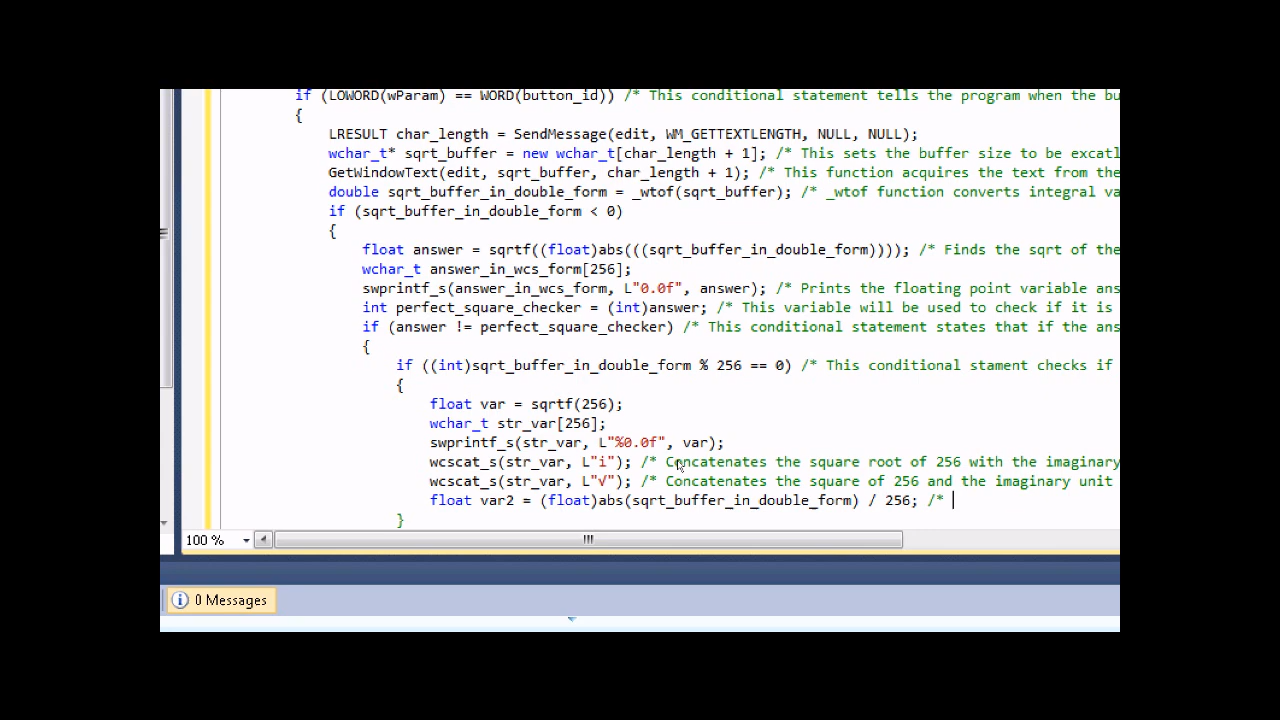 if (LOWORD(wParam) == WORD(button_id)) /* This conditional statement tells the program when the bu
{
LRESULT char_length = SendMessage(edit, WM_GETTEXTLENGTH, NULL, NULL);
wchar_t* sqrt_buffer = new wchar_t[char_length + 1]; /* This sets the buffer size to be excatl
GetWindowText(edit, sqrt_buffer, char_length + 1); /* This function acquires the text from the
double sqrt_buffer_in_double_form = _wtof(sqrt_buffer); /* _wtof function converts integral va
if (sqrt_buffer_in_double_form < 0)
{
float answer = sqrtf((float)abs(((sqrt_buffer_in_double_form)))); /* Finds the sqrt of the
wchar_t answer_in_wcs_form[256];
swprintf_s(answer_in_wcs_form, L"0.0f", answer); /* Prints the floating point variable ans
int perfect_square_checker = (int)answer; /* This variable will be used to check if it is
if (answer != perfect_square_checker) /* This conditional statement states that if the ans
{
if ((int)sqrt_buffer_in_double_form % 256 == 0) /* This conditional stament checks if
{
float var = sqrtf(256);
wchar_t str_var[256];
swprintf_s(str_var, L"%0.0f", var);
wcscat_s(str_var, L"i"); /* Concatenates the square root of 256 with the imaginary
wcscat_s(str_var, L"√"); /* Concatenates the square of 256 and the imaginary unit
float var2 = (float)abs(sqrt_buffer_in_double_form) / 256; /*
}
100 %
0 Messages